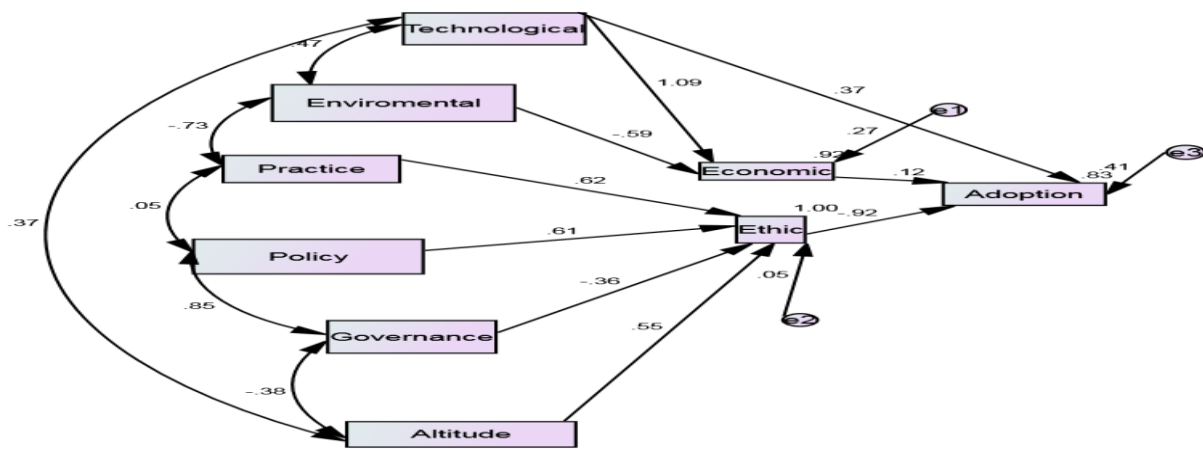 Technological
.47
Enviromental
1.09
.37
e1
-.73
-.59
.27
e3
Practice
.92
Economic
.41
.83
.62
.12
Adoption
.05
.37
1.00
-.92
Ethic
Policy
.61
.05
.85
-.36
e2
Governance
.55
-.38
Altitude